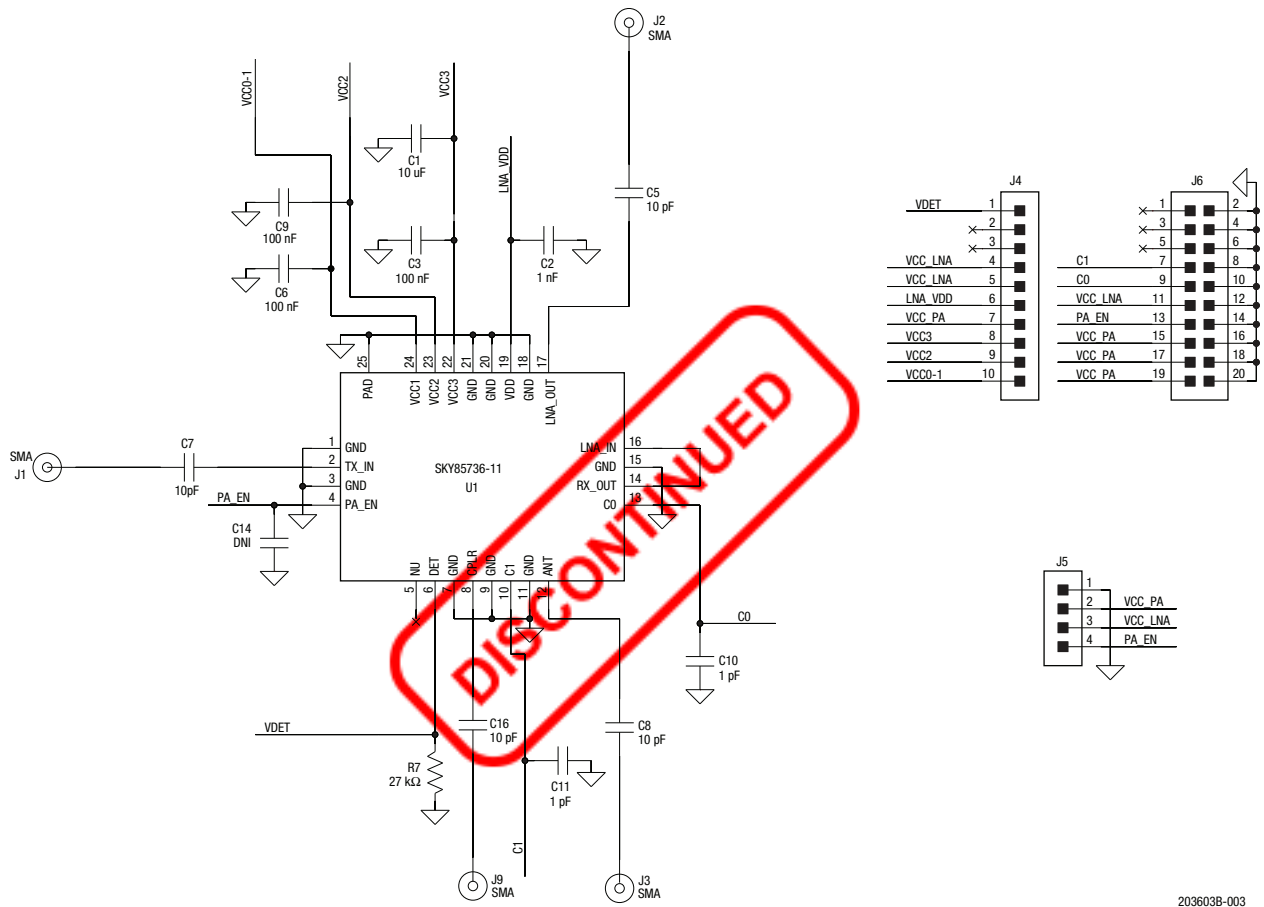 J2
SMA
VCC0-1
VCC2
VCC3
LNA_VDD
C1
10 uF
C5
10 pF
C9
100 nF
C3
100 nF
C2
1 nF
C6
100 nF
25
24
23
22
21
20
19
18
17
PAD
VCC1
VCC2
VCC3
GND
GND
VDD
GND
LNA_OUT
SMA
J1
C7
10pF
PA_EN
C14
DNI
1 GND
2 TX_IN
3 GND
4 PA_EN
SKY85736-11
U1
LNA_IN 16
GND 15
RX_OUT 14
C0 13
NU
DET
GND
CPLR
GND
C1
GND
ANT
5
6
7
8
9
10
11
12
DISCONTINUED
C0
C10
1 pF
VDET
R7
27 kΩ
C16
10 pF
C8
10 pF
C11
1 pF
C1
J9
SMA
J3
SMA
J4
VDET 1
2
3
VCC_LNA 4
VCC_LNA 5
LNA_VDD 6
VCC_PA 7
VCC3 8
VCC2 9
VCC0-1 10
J6
1 2
3 4
5 6
C1 7 8
C0 9 10
VCC_LNA 11 12
PA_EN 13 14
VCC_PA 15 16
VCC_PA 17 18
VCC_PA 19 20
J5
1
2 VCC_PA
3 VCC_LNA
4 PA_EN
203603B-003